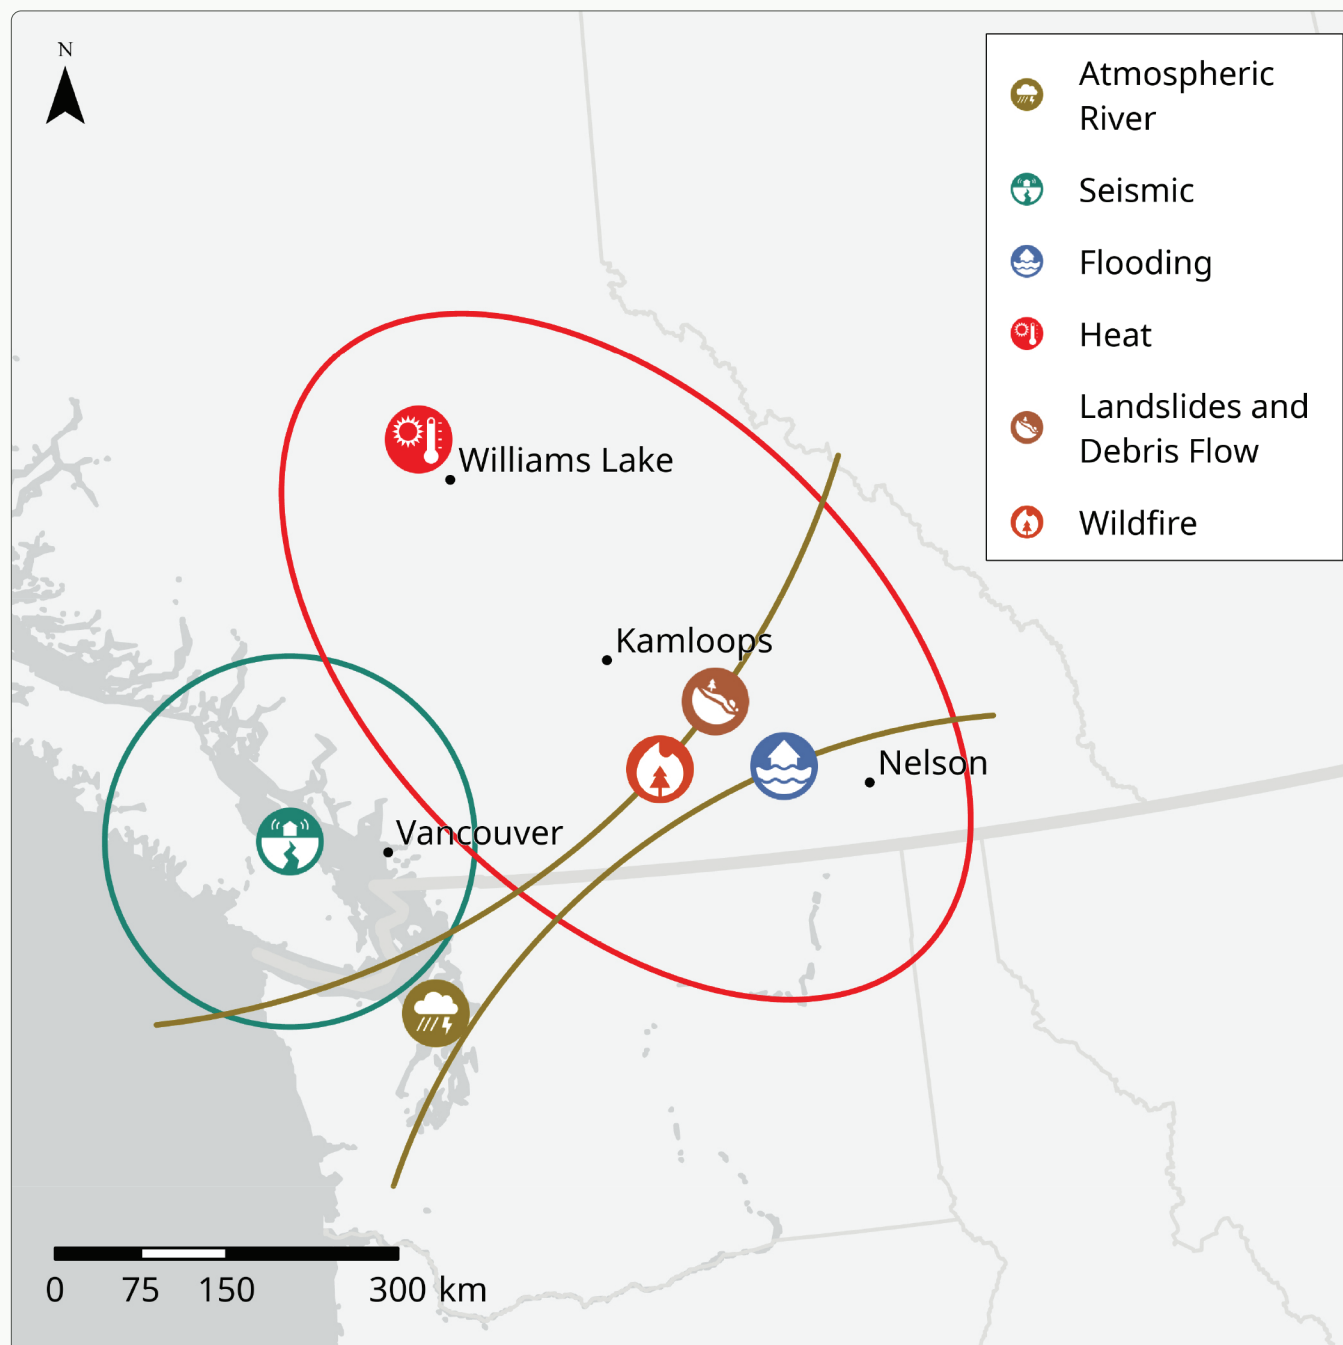 N
Atmospheric
River
Seismic
Flooding
Heat
Landslides and
Debris Flow
Wildfire
Williams Lake
Kamloops
Nelson
Vancouver
0 75 150 300 km